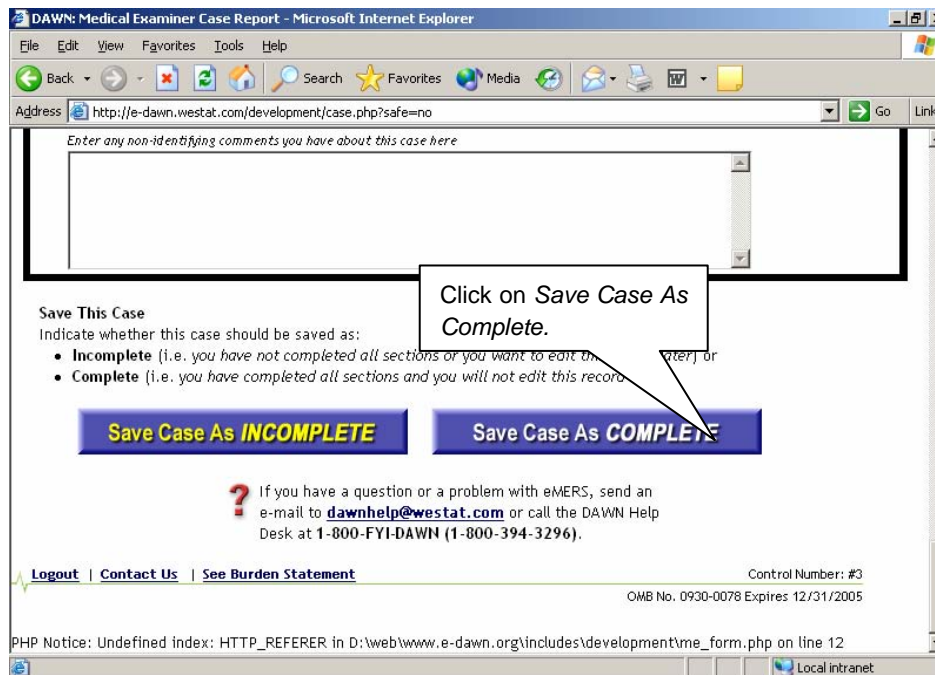 DAWN: Medical Examiner Case Report - Microsoft Internet Explorer
File Edit View Favorites Tools Help
Back Search Favorites Media
Address http://e-dawn.westat.com/development/case.php?safe=no Go Link
Enter any non-identifying comments you have about this case here
Click on Save Case As
Complete.
Save This Case
Indicate whether this case should be saved as:
• Incomplete (i.e. you have not completed all sections or you want to edit ater) or
• Complete (i.e. you have completed all sections and you will not edit this record
Save Case As INCOMPLETE Save Case As COMPLETE
? If you have a question or a problem with eMERS, send an
e-mail to dawnhelp@westat.com or call the DAWN Help
Desk at 1-800-FYI-DAWN (1-800-394-3296).
Logout | Contact Us | See Burden Statement Control Number: #3
OMB No. 0930-0078 Expires 12/31/2005
PHP Notice: Undefined index: HTTP_REFERER in D:\web\www.e-dawn.org\includes\development\me_form.php on line 12
Local intranet